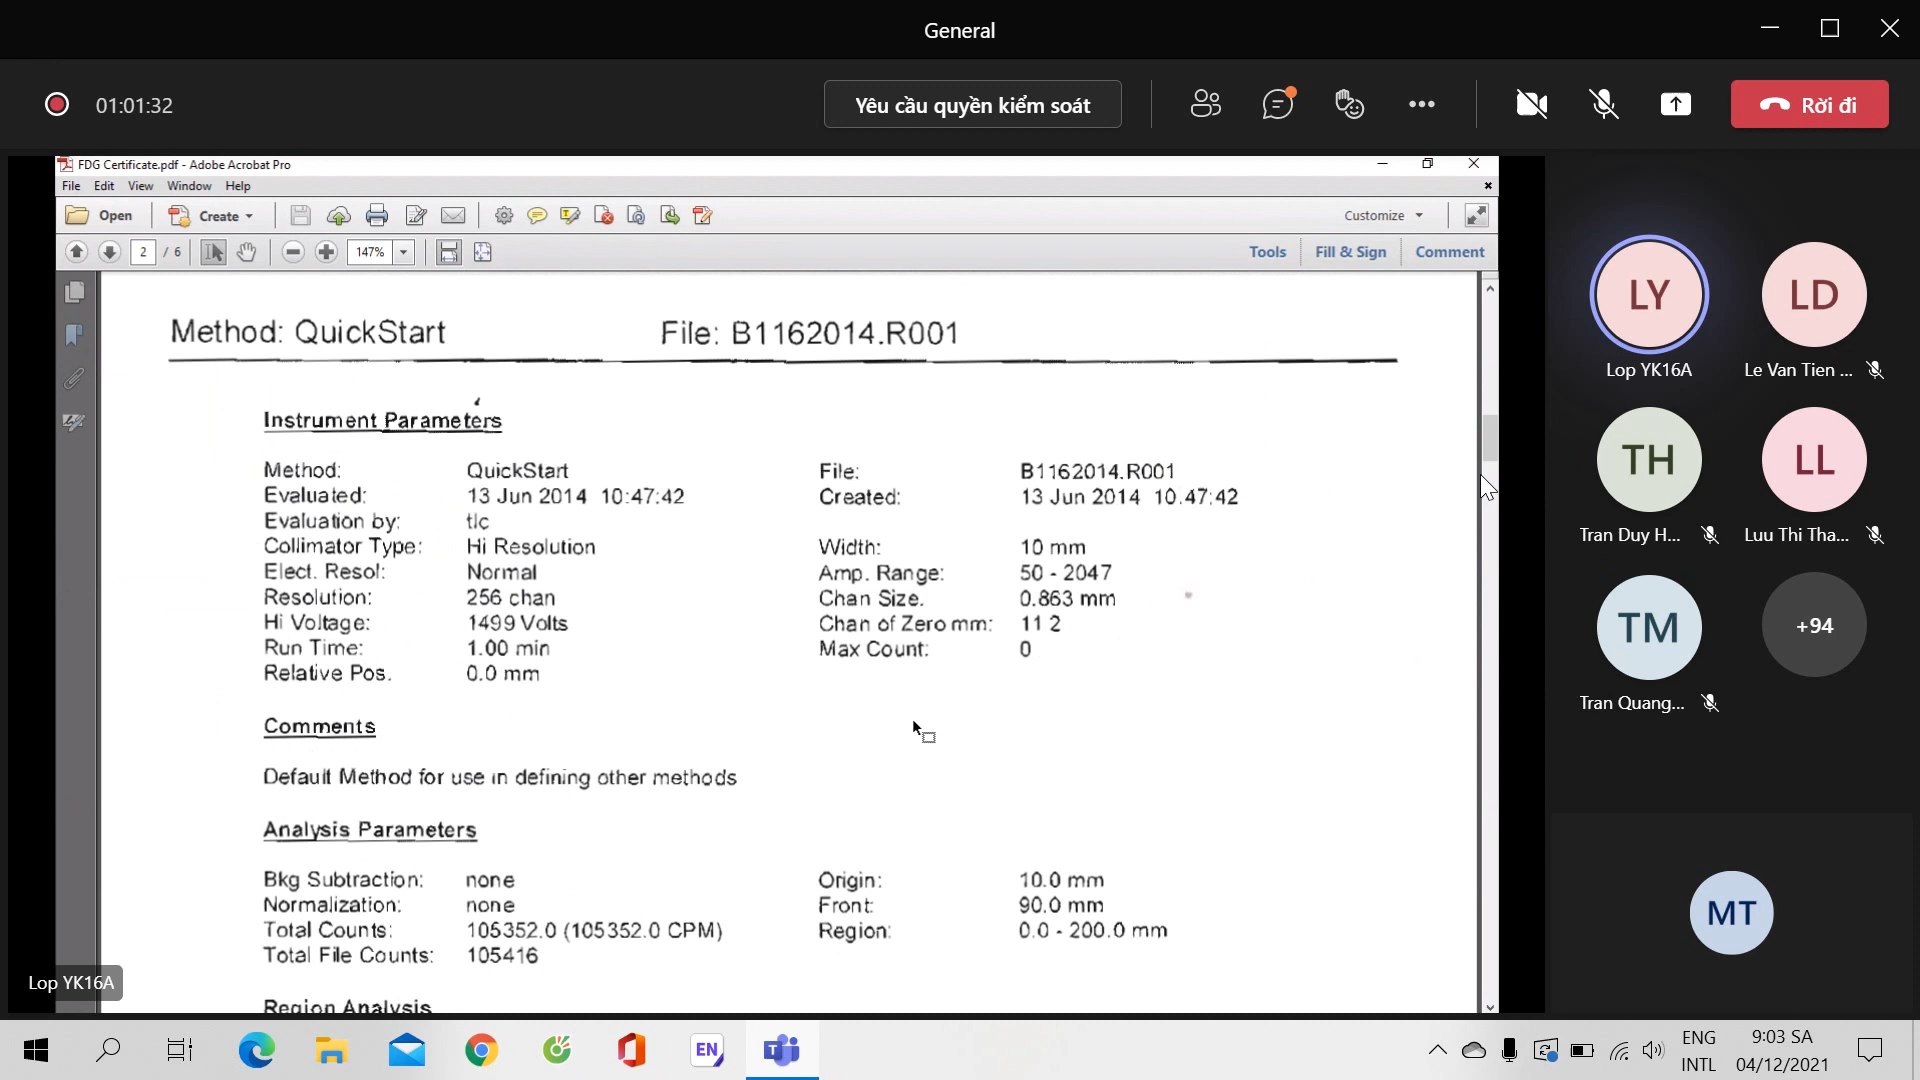 General
01:01:32
Yêu cầu quyền kiểm soát
Rời đi
FDG Certificate.pdf - Adobe Acrobat Pro
File Edit View Window Help
Open Create Customize
2 / 6 147% Tools Fill & Sign Comment
Method: QuickStart File: B1162014.R001
Instrument Parameters
Method: QuickStart File: B1162014.R001
Evaluated: 13 Jun 2014 10:47:42 Created: 13 Jun 2014 10.47:42
Evaluation by: tlc
Collimator Type: Hi Resolution Width: 10 mm
Elect. Resol: Normal Amp. Range: 50 - 2047
Resolution: 256 chan Chan Size. 0.863 mm
Hi Voltage: 1499 Volts Chan of Zero mm: 11 2
Run Time: 1.00 min Max Count: 0
Relative Pos. 0.0 mm
Comments
Default Method for use in defining other methods
Analysis Parameters
Bkg Subtraction: none Origin: 10.0 mm
Normalization: none Front: 90.0 mm
Total Counts: 105352.0 (105352.0 CPM) Region: 0.0 - 200.0 mm
Total File Counts: 105416
Region Analysis
Lop YK16A
LY LD
Lop YK16A Le Van Tien ...
TH LL
Tran Duy H... Luu Thi Tha...
TM +94
Tran Quang...
MT
EN
ENG
INTL
9:03 SA
04/12/2021